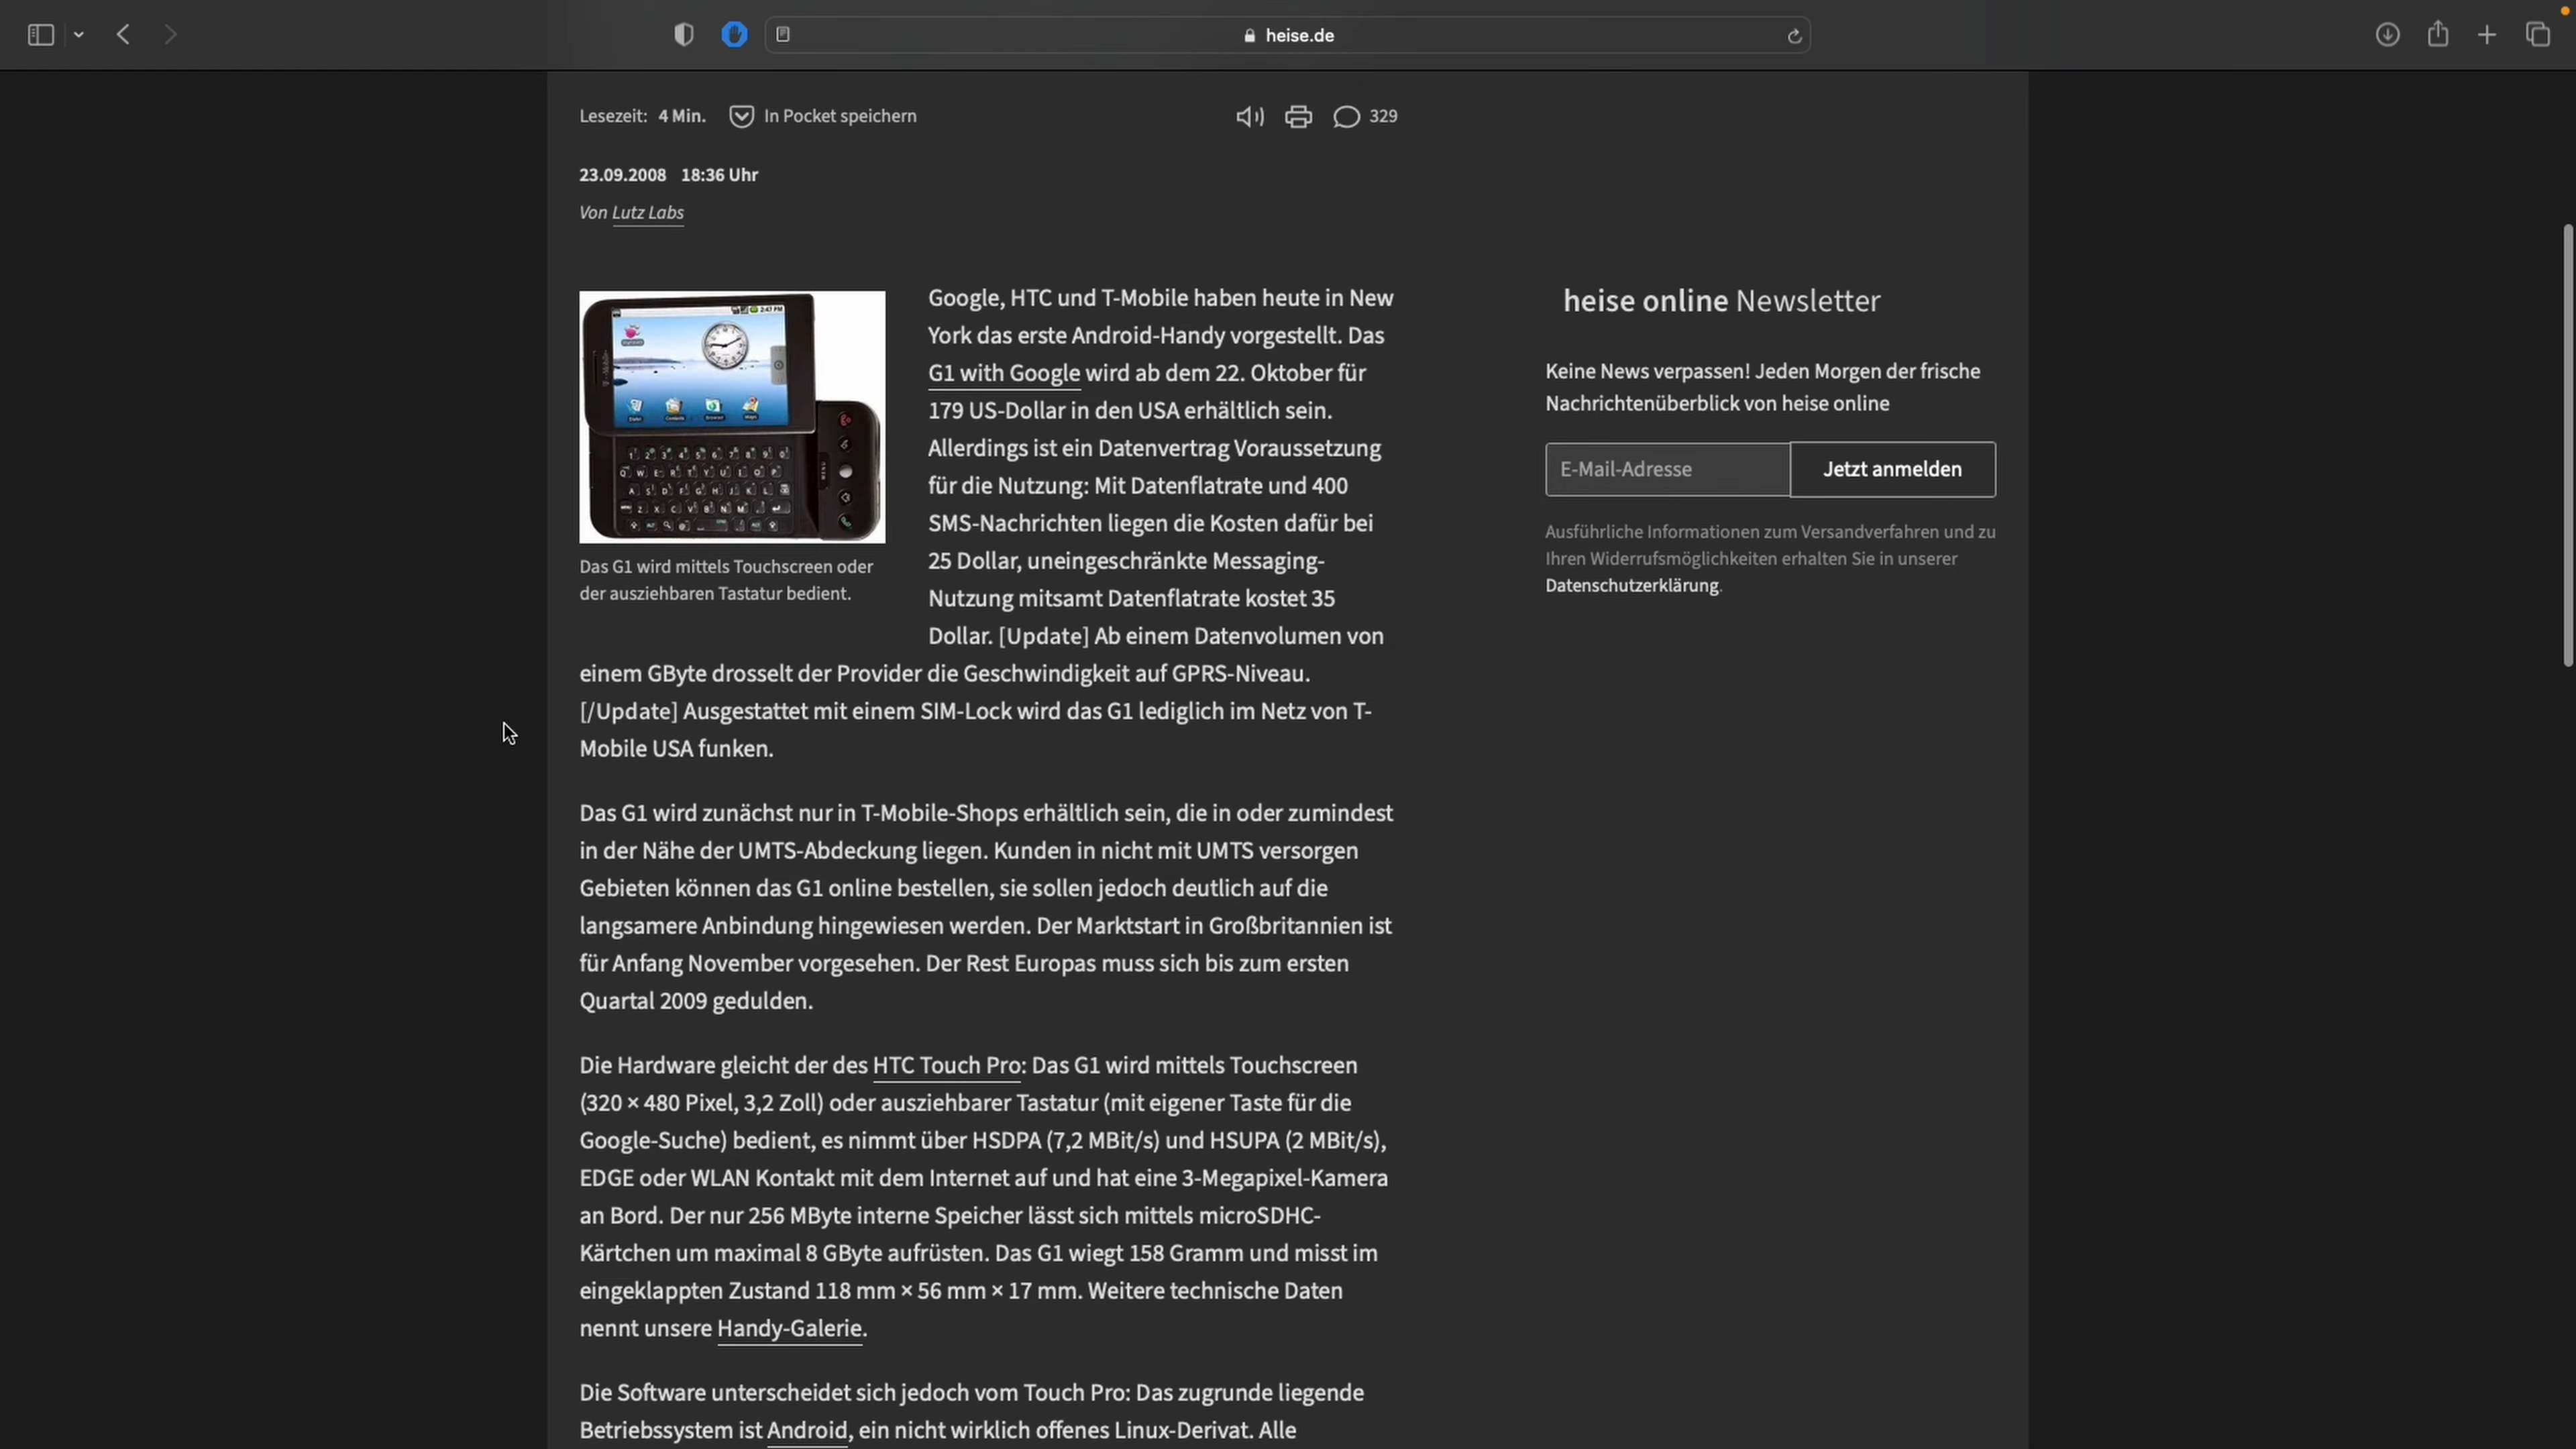 heise.de
Lesezeit: 4 Min. In Pocket speichern 329
23.09.2008 18:36 Uhr
Von Lutz Labs
2:47 PM
Das G1 wird mittels Touchscreen oder
der ausziehbaren Tastatur bedient.
Google, HTC und T-Mobile haben heute in New
York das erste Android-Handy vorgestellt. Das
G1 with Google wird ab dem 22. Oktober für
179 US-Dollar in den USA erhältlich sein.
Allerdings ist ein Datenvertrag Voraussetzung
für die Nutzung: Mit Datenflatrate und 400
SMS-Nachrichten liegen die Kosten dafür bei
25 Dollar, uneingeschränkte Messaging-
Nutzung mitsamt Datenflatrate kostet 35
Dollar. [Update] Ab einem Datenvolumen von
einem GByte drosselt der Provider die Geschwindigkeit auf GPRS-Niveau.
[/Update] Ausgestattet mit einem SIM-Lock wird das G1 lediglich im Netz von T-
Mobile USA funken.
Das G1 wird zunächst nur in T-Mobile-Shops erhältlich sein, die in oder zumindest
in der Nähe der UMTS-Abdeckung liegen. Kunden in nicht mit UMTS versorgen
Gebieten können das G1 online bestellen, sie sollen jedoch deutlich auf die
langsamere Anbindung hingewiesen werden. Der Marktstart in Großbritannien ist
für Anfang November vorgesehen. Der Rest Europas muss sich bis zum ersten
Quartal 2009 gedulden.
Die Hardware gleicht der des HTC Touch Pro: Das G1 wird mittels Touchscreen
(320 × 480 Pixel, 3,2 Zoll) oder ausziehbarer Tastatur (mit eigener Taste für die
Google-Suche) bedient, es nimmt über HSDPA (7,2 MBit/s) und HSUPA (2 MBit/s),
EDGE oder WLAN Kontakt mit dem Internet auf und hat eine 3-Megapixel-Kamera
an Bord. Der nur 256 MByte interne Speicher lässt sich mittels microSDHC-
Kärtchen um maximal 8 GByte aufrüsten. Das G1 wiegt 158 Gramm und misst im
eingeklappten Zustand 118 mm × 56 mm × 17 mm. Weitere technische Daten
nennt unsere Handy-Galerie.
Die Software unterscheidet sich jedoch vom Touch Pro: Das zugrunde liegende
Betriebssystem ist Android, ein nicht wirklich offenes Linux-Derivat. Alle
heise online Newsletter
Keine News verpassen! Jeden Morgen der frische
Nachrichtenüberblick von heise online
E-Mail-Adresse Jetzt anmelden
Ausführliche Informationen zum Versandverfahren und zu
Ihren Widerrufsmöglichkeiten erhalten Sie in unserer
Datenschutzerklärung.